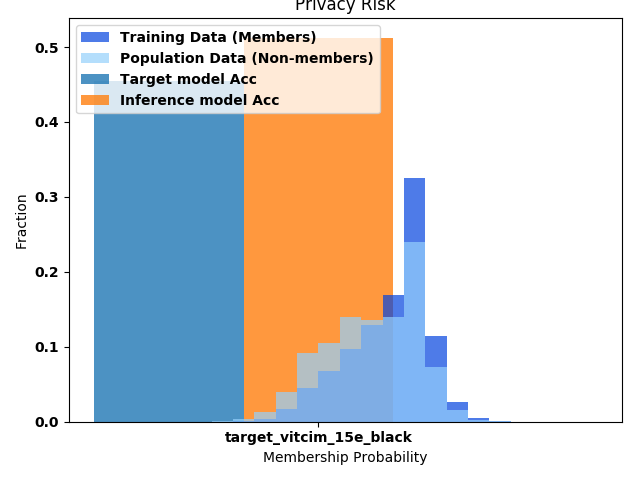 Privacy Risk
Training Data (Members)
Population Data (Non-members)
Target model Acc
Inference model Acc
0.5
0.4
0.3
0.2
0.1
0.0
Fraction
target_vitcim_15e_black
Membership Probability